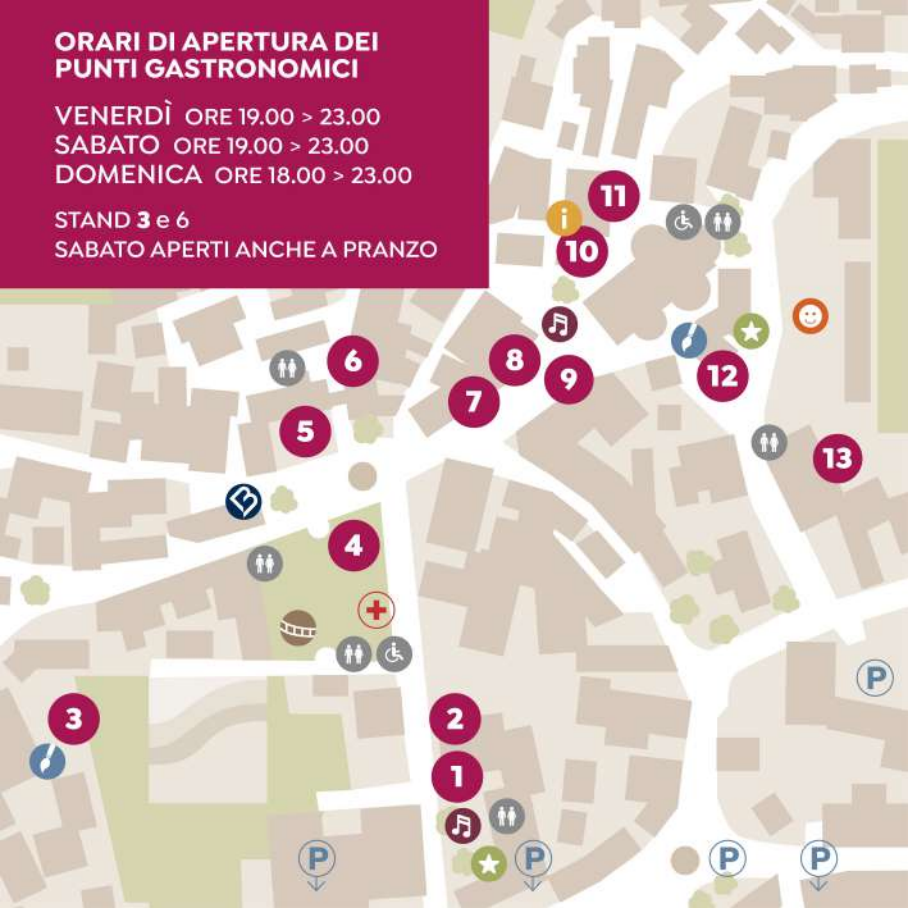 ORARI DI APERTURA DEI
PUNTI GASTRONOMICI
VENERDÌ ORE 19.00 > 23.00
SABATO ORE 19.00 > 23.00
DOMENICA ORE 18.00 > 23.00
STAND 3 e 6
SABATO APERTI ANCHE A PRANZO
11
i
10
6
8
9
12
7
5
13
B
4
P
3
2
1
P
P
P
P